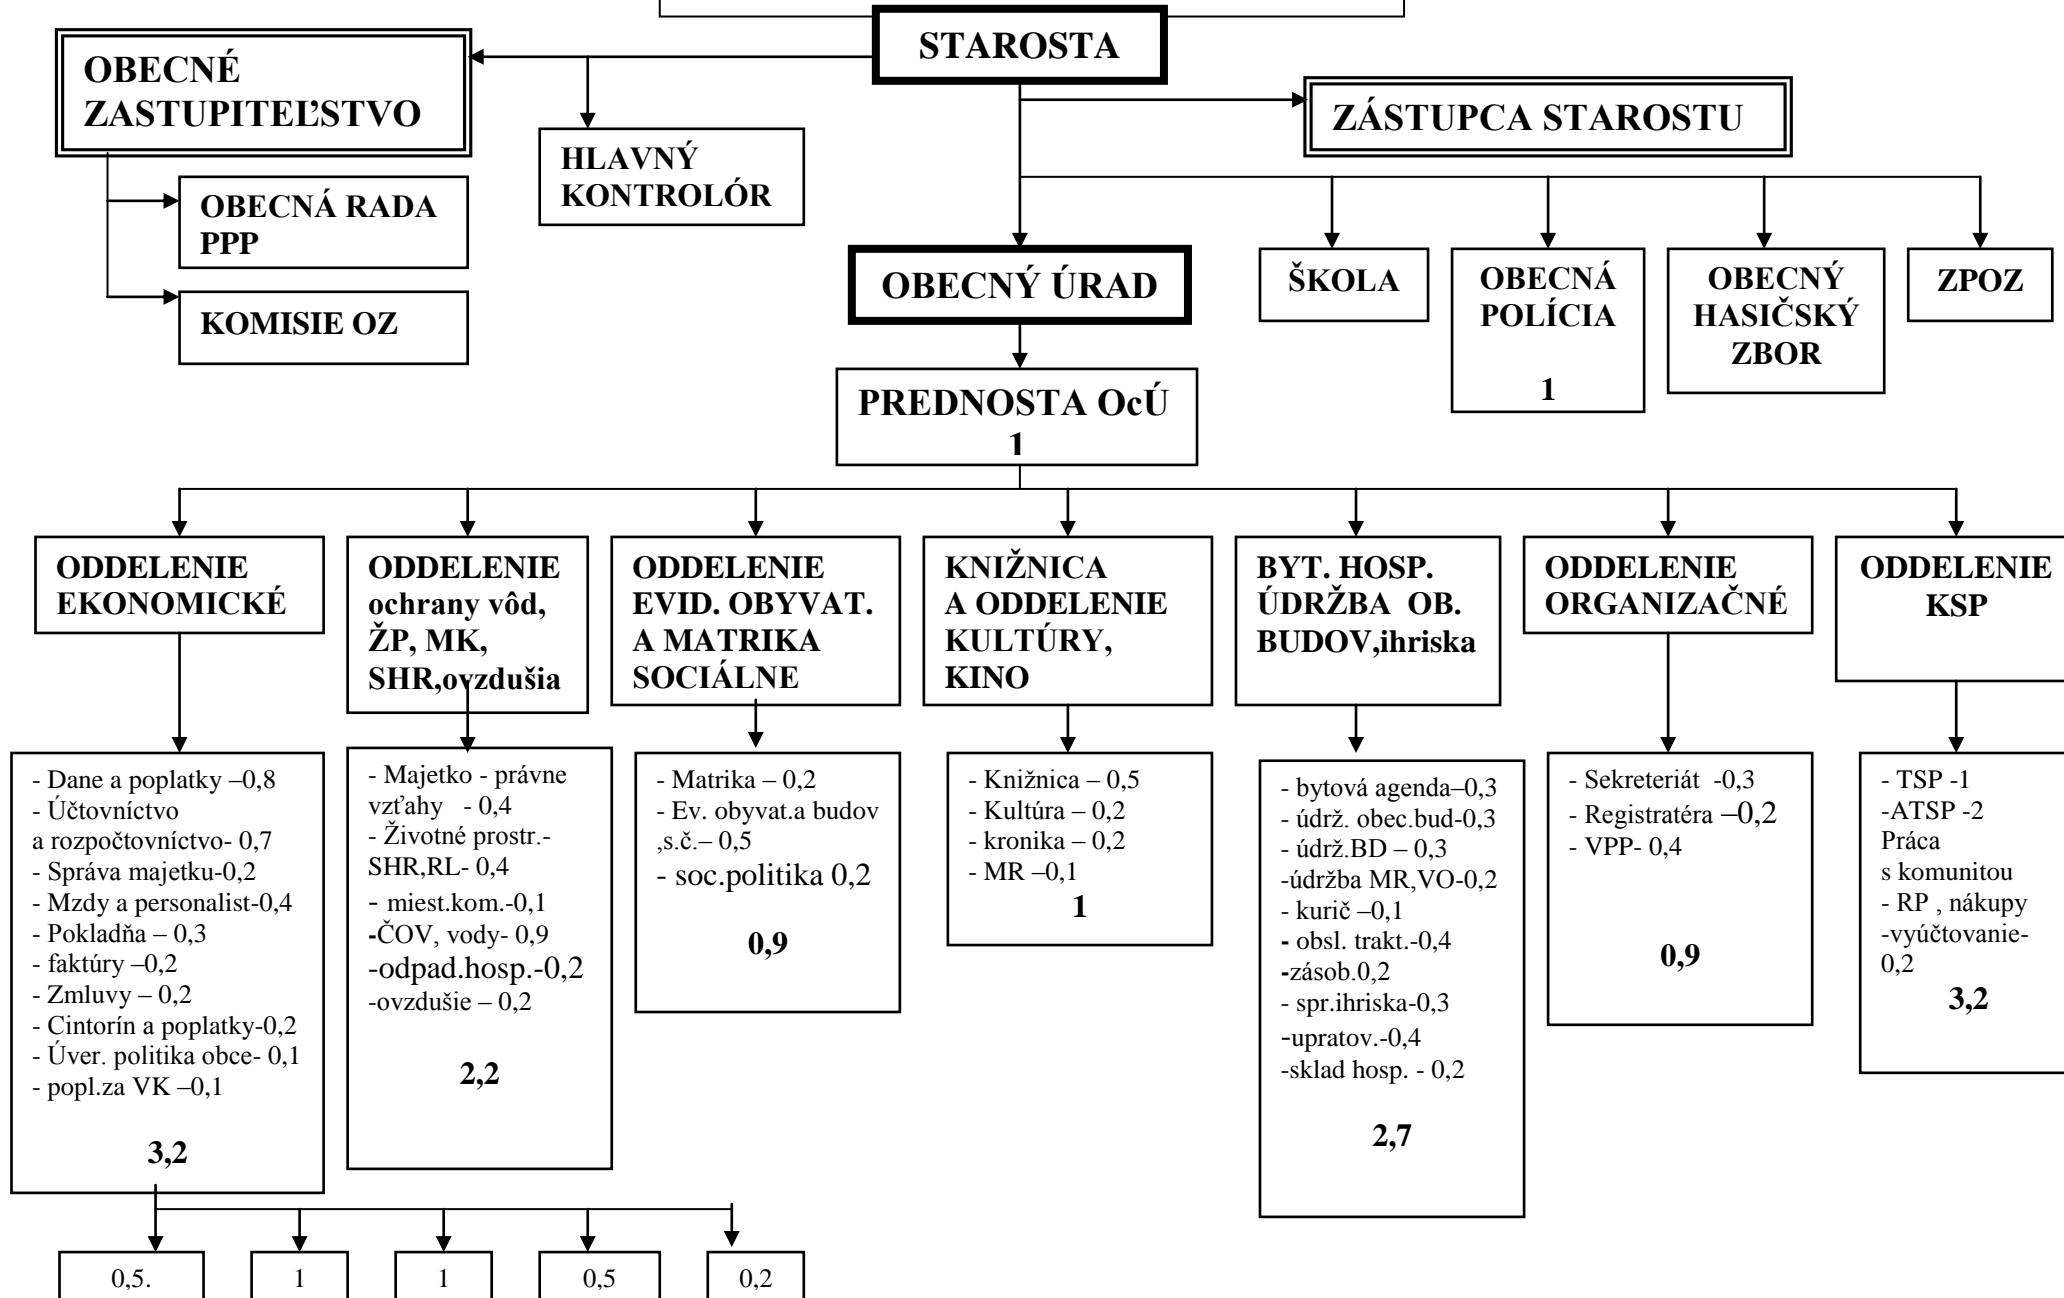 STAROSTA
OBECNÉ
ZASTUPITEĽSTVO
ZÁSTUPCA STAROSTU
HLAVNÝ
KONTROLÓR
OBECNÁ RADA
PPP
KOMISIE OZ
OBECNÝ ÚRAD
ŠKOLA
OBECNÁ
POLÍCIA
1
OBECNÝ
HASIČSKÝ
ZBOR
ZPOZ
PREDNOSTA OcÚ
1
ODDELENIE
EKONOMICKÉ
ODDELENIE
ochrany vôd,
ŽP, MK,
SHR,ovzdušia
ODDELENIE
EVID. OBYVAT.
A MATRIKA
SOCIÁLNE
KNIŽNICA
A ODDELENIE
KULTÚRY,
KINO
BYT. HOSP.
ÚDRŽBA  OB.
BUDOV,ihriska
ODDELENIE
ORGANIZAČNÉ
ODDELENIE
KSP
- Dane a poplatky –0,8
- Účtovníctvo
a rozpočtovníctvo- 0,7
- Správa majetku-0,2
- Mzdy a personalist-0,4
- Pokladňa – 0,3
- faktúry –0,2
- Zmluvy – 0,2
- Cintorín a poplatky-0,2
- Úver. politika obce- 0,1
- popl.za VK –0,1
3,2
- Majetko - právne
vzťahy   - 0,4
- Životné prostr.-
SHR,RL- 0,4
- miest.kom.-0,1
-ČOV, vody- 0,9
-odpad.hosp.-0,2
-ovzdušie – 0,2
2,2
- Matrika – 0,2
- Ev. obyvat.a budov
,s.č.– 0,5
- soc.politika 0,2
0,9
- Knižnica – 0,5
- Kultúra – 0,2
- kronika – 0,2
- MR –0,1
1
- bytová agenda–0,3
- údrž. obec.bud-0,3
- údrž.BD – 0,3
-údržba MR,VO-0,2
- kurič –0,1
- obsl. trakt.-0,4
-zásob.0,2
- spr.ihriska-0,3
-upratov.-0,4
-sklad hosp. - 0,2
2,7
- Sekreteriát  -0,3
- Registratéra –0,2
- VPP- 0,4
0,9
- TSP -1
-ATSP -2
Práca
s komunitou
- RP , nákupy
-vyúčtovanie-
0,2
3,2
0,5.
1
1
0,5
0,2